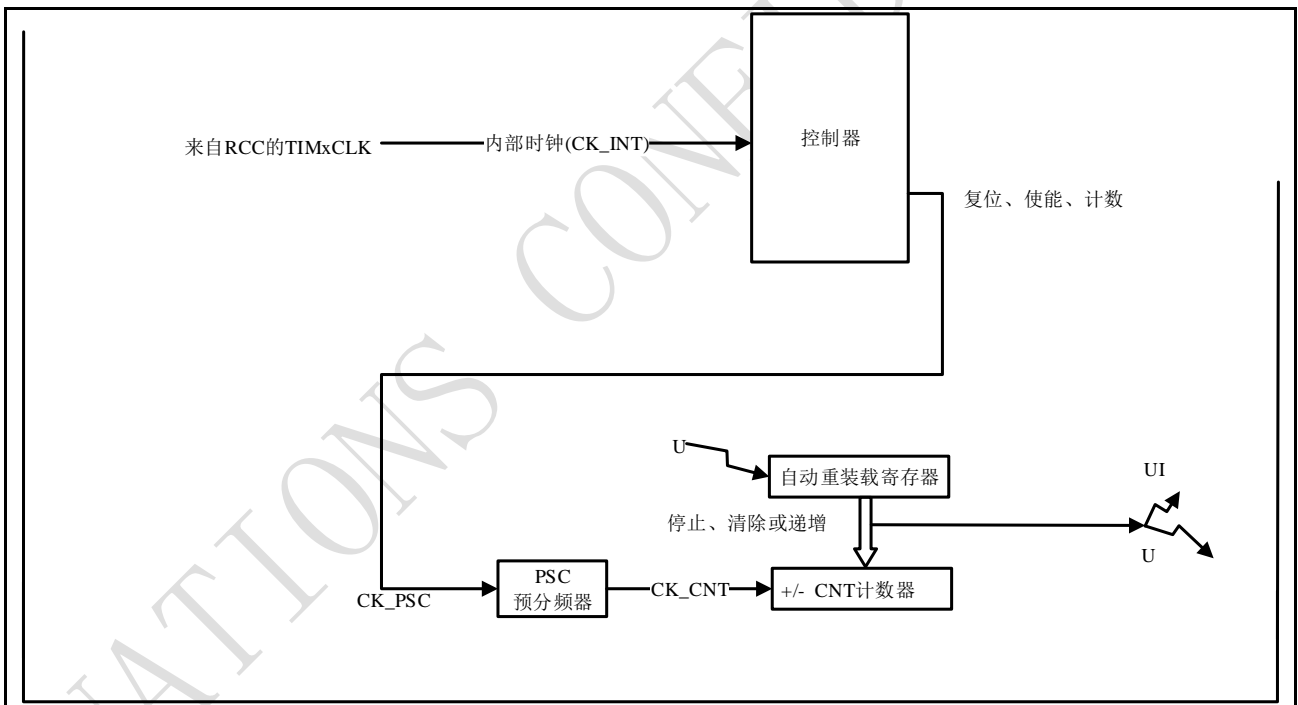 来自RCC的TIMxCLK
内部时钟(CK_INT)
控制器
复位、使能、计数
U
自动重装载寄存器
UI
停止、清除或递增
U
CK_PSC
PSC
预分频器
CK_CNT
+/- CNT计数器
NATIONS CONF